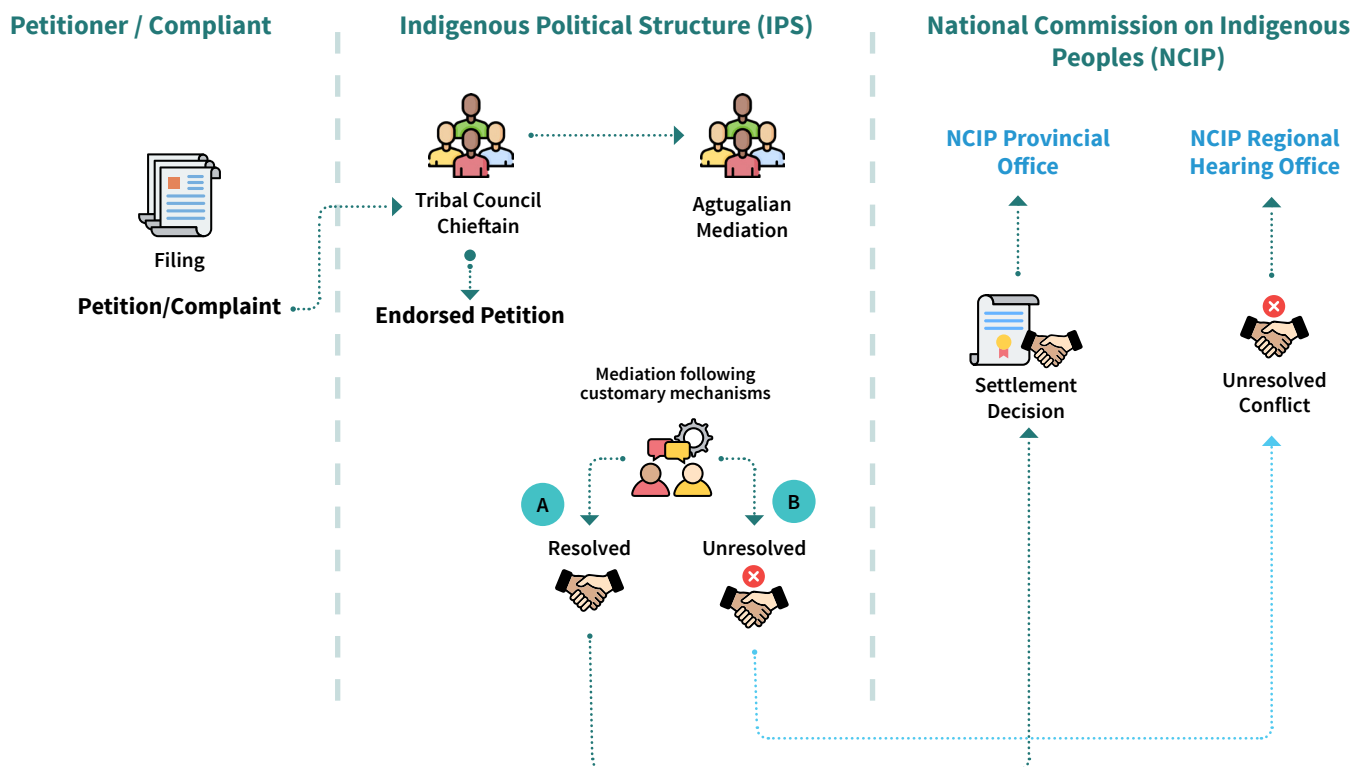 Petitioner / Compliant
Filing
Petition/Complaint
Indigenous Political Structure (IPS)
Tribal Council
Chieftain
Agtugalian
Mediation
Endorsed Petition
Mediation following
customary mechanisms
A
B
Resolved
Unresolved
National Commission on Indigenous
Peoples (NCIP)
NCIP Provincial
Office
NCIP Regional
Hearing Office
Settlement
Decision
Unresolved
Conflict